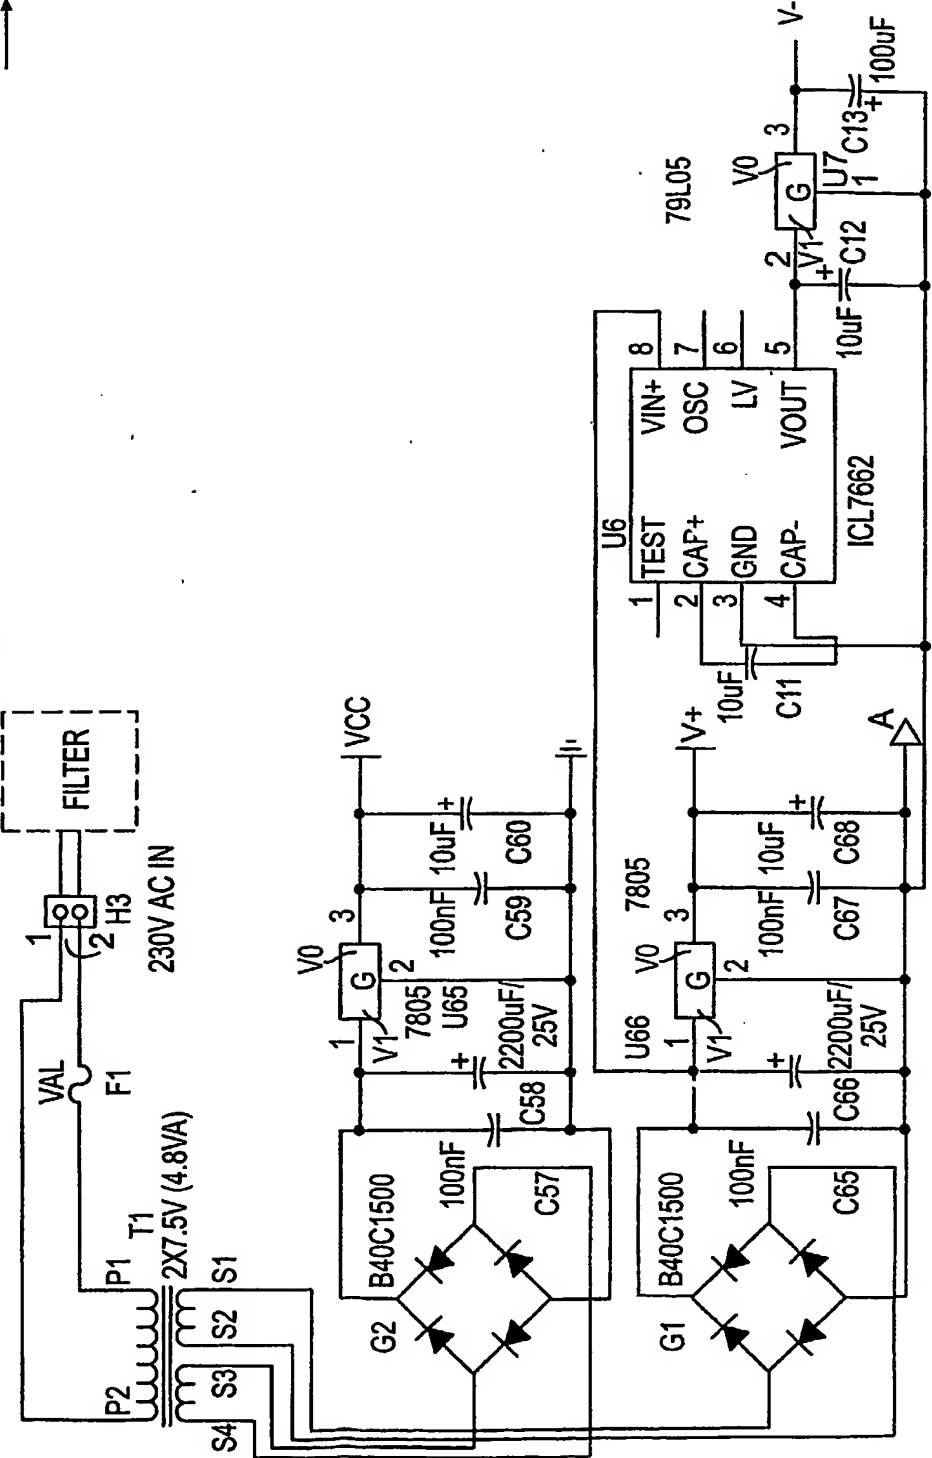 FILTER
1
2
H3
230V AC IN
VAL
F1
T1
2X7.5V (4.8VA)
P1
P2
S1
S2
S3
S4
G2
B40C1500
100nF
C57
C58
2200uF/
25V
1
V1
7805
U65
G
V0
2
3
100nF
C59
10uF
+
C60
+
VCC
G1
B40C1500
100nF
C65
C66
2200uF/
25V
+
U66
1
V1
G
V0
2
3
7805
100nF
C67
10uF
+
C68
V+
A
10uF
C11
U6
1
TEST
2
CAP+
3
GND
4
CAP-
8
VIN+
7
OSC
6
LV
5
VOUT
ICL7662
10uF
C12
+
2
V1
G
V0
U7
1
3
79L05
C13
+
100uF
V-